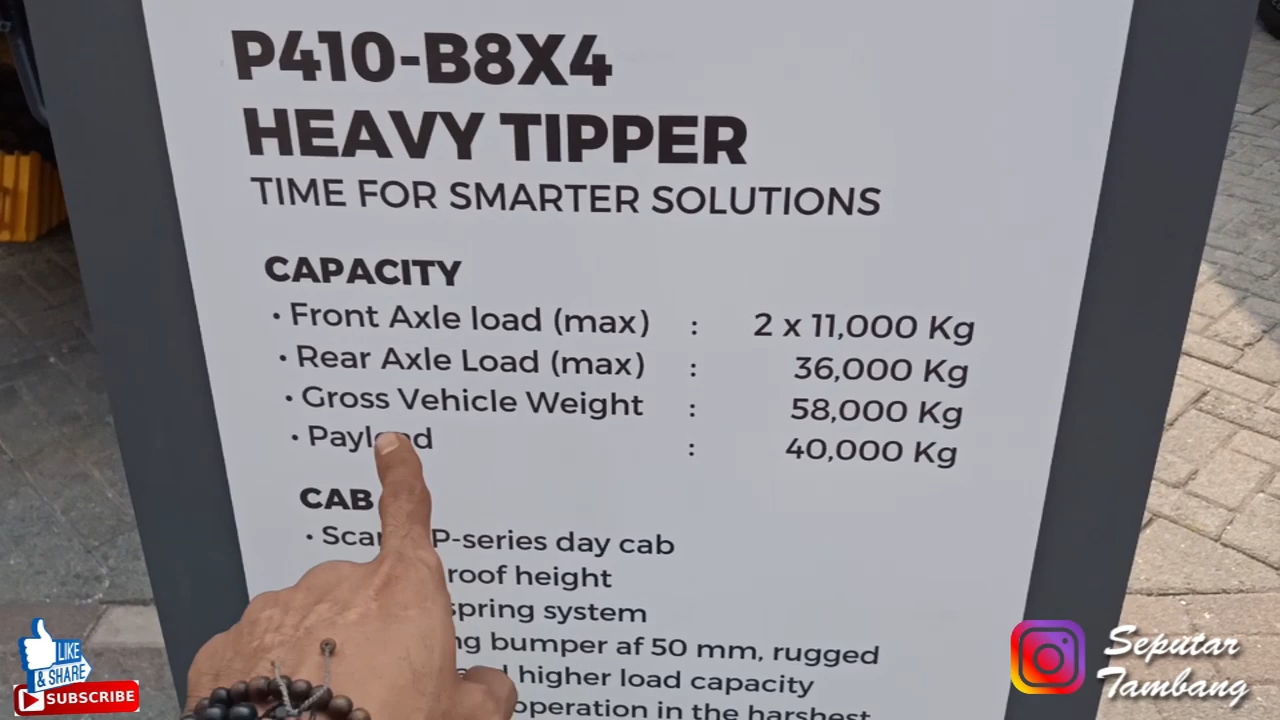 P410-B8X4
HEAVY TIPPER
TIME FOR SMARTER SOLUTIONS
CAPACITY
• Front Axle load (max) : 2 x 11,000 Kg
• Rear Axle Load (max) : 36,000 Kg
• Gross Vehicle Weight : 58,000 Kg
• Payload : 40,000 Kg
CAB
• P-series day cab
roof height
spring system
bumper af 50 mm, rugged
higher load capacity
operation in the harshest
LIKE
& SHARE
SUBSCRIBE
Seputar
Tambang